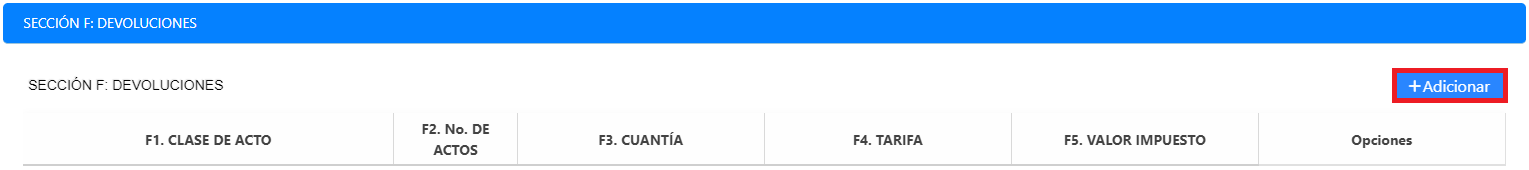 SECCIÓN F: DEVOLUCIONES
SECCIÓN F: DEVOLUCIONES
+Adicionar
F1. CLASE DE ACTO
F2. No. DE
ACTOS
F3. CUANTÍA
F4. TARIFA
F5. VALOR IMPUESTO
Opciones